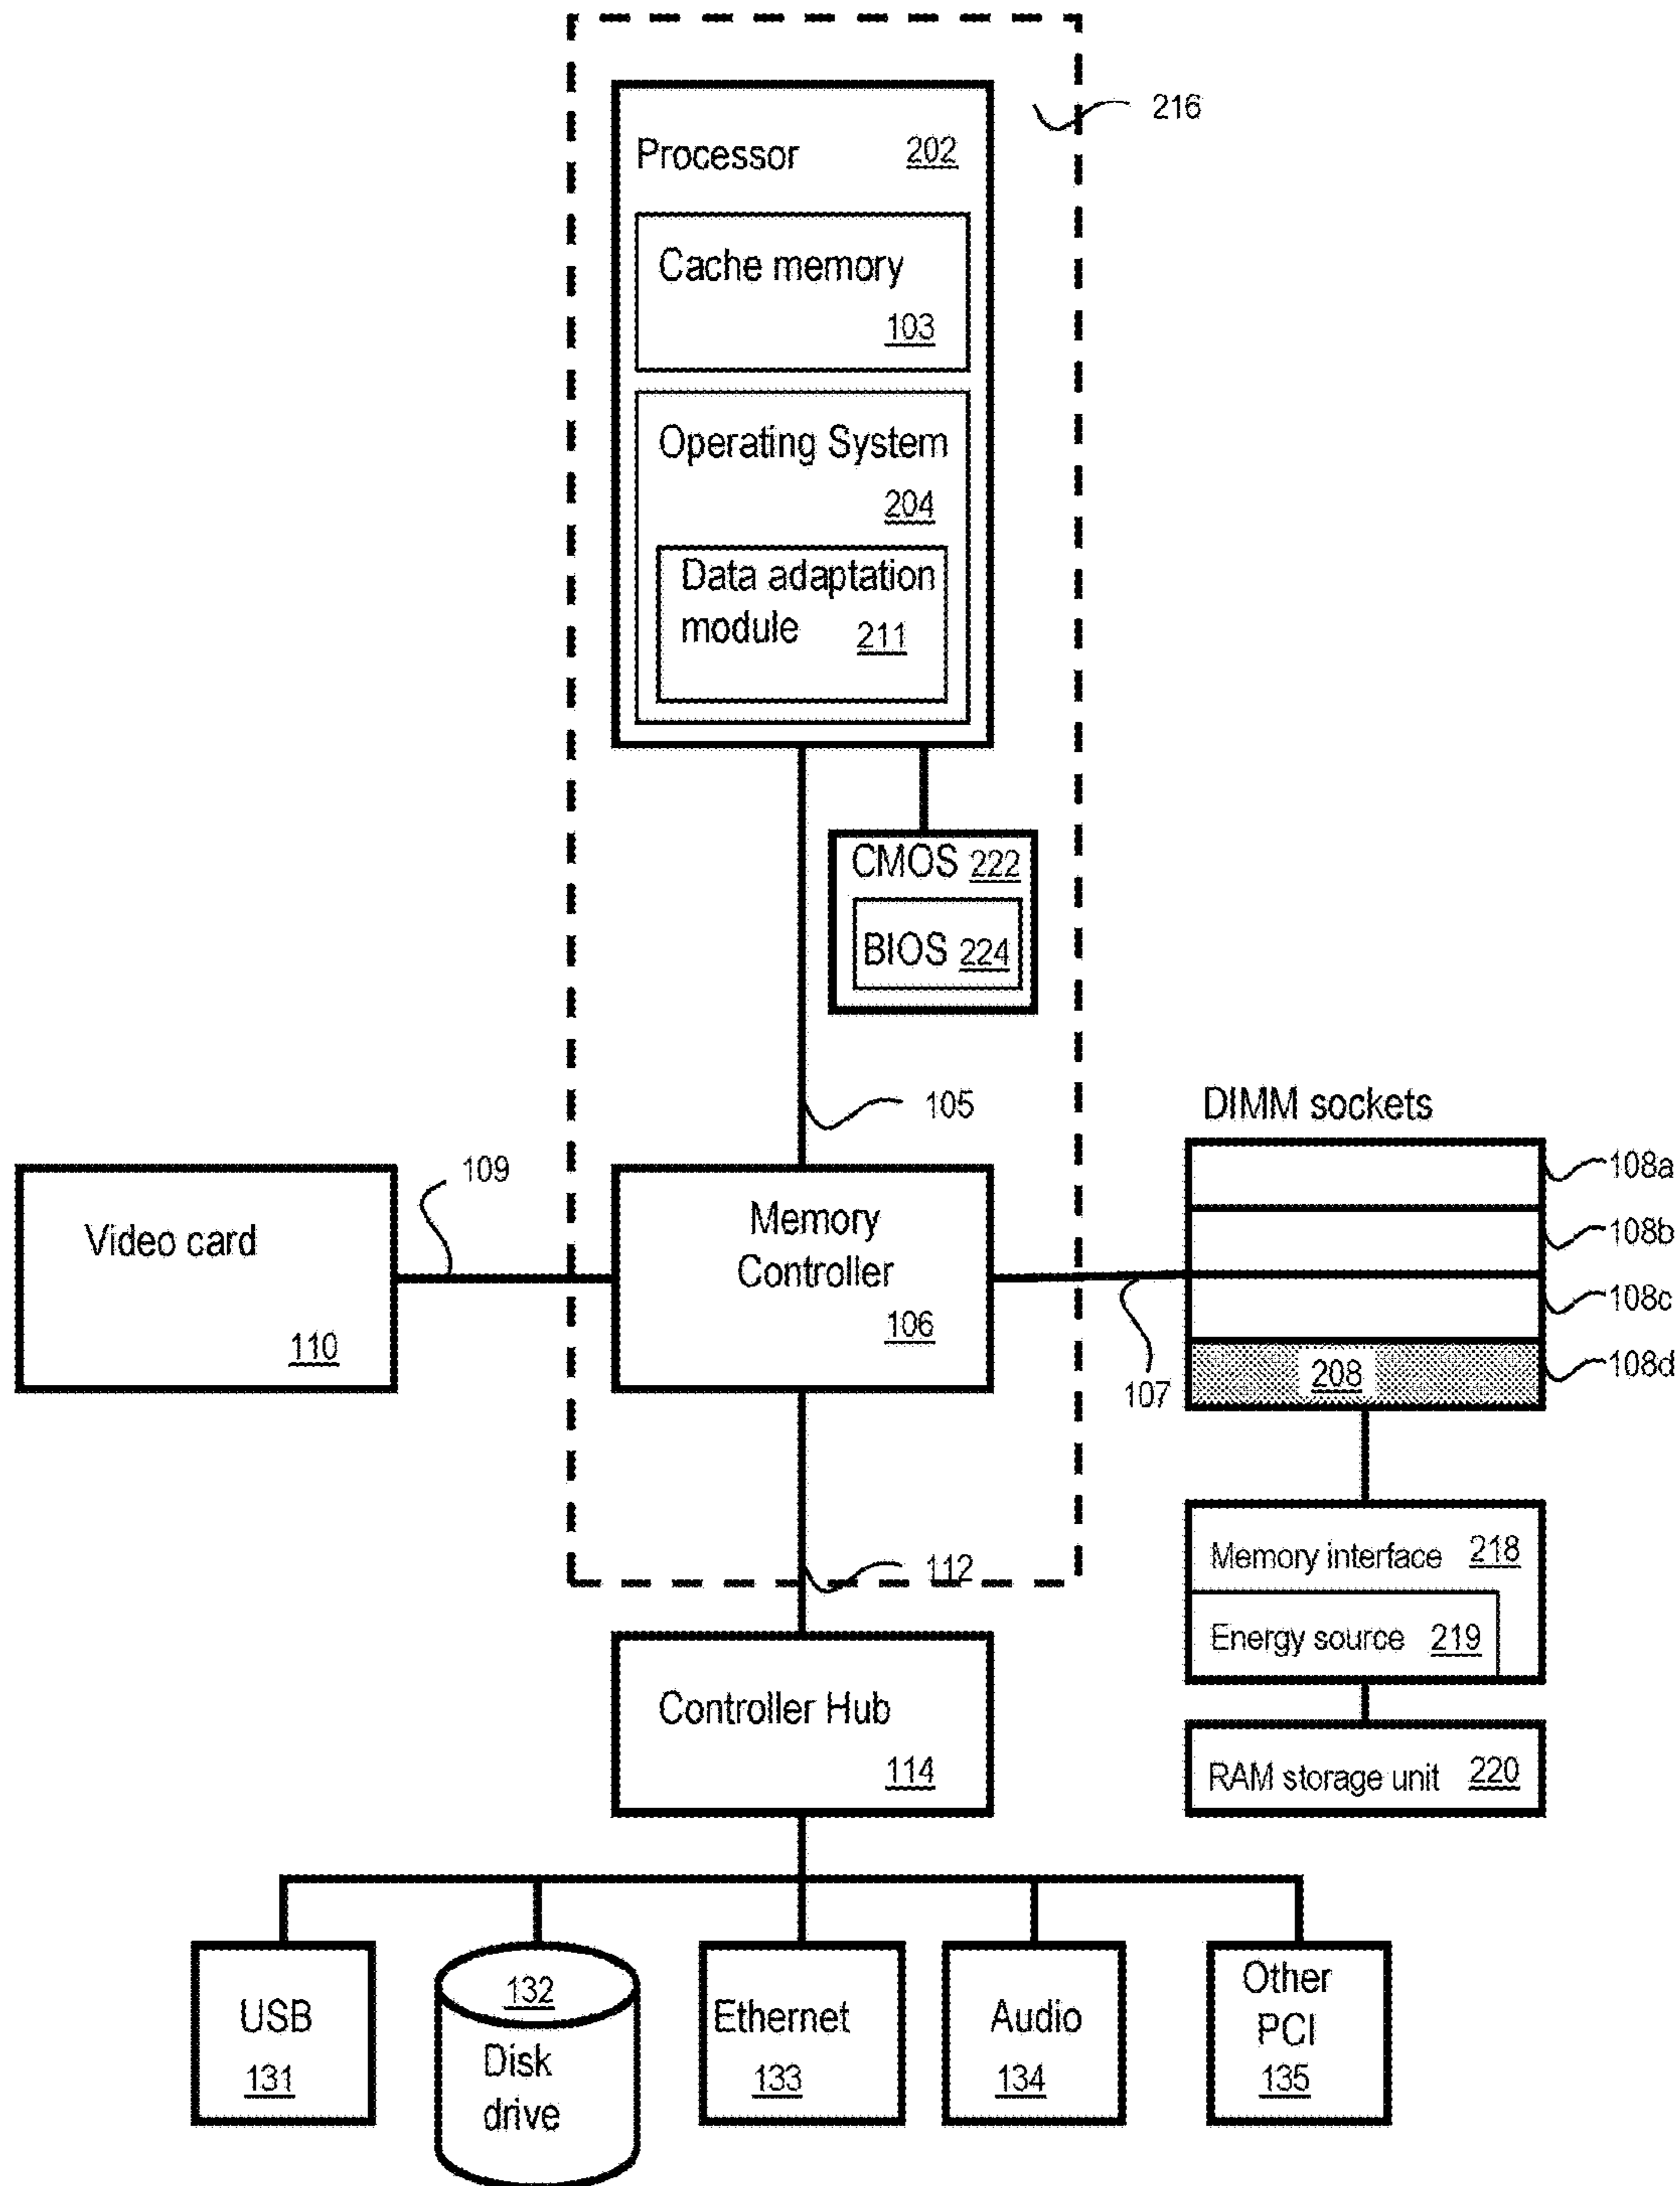 216
Processor 202
Cache memory
103
Operating System
204
Data adaptation
module 211
CMOS 222
BIOS 224
105
DIMM sockets
108a
108b
108c
108d
208
107
109
Video card
110
Memory
Controller
106
112
Memory interface 218
Energy source 219
RAM storage unit 220
Controller Hub
114
USB
131
132
Disk
drive
Ethernet
133
Audio
134
Other
PCI
135